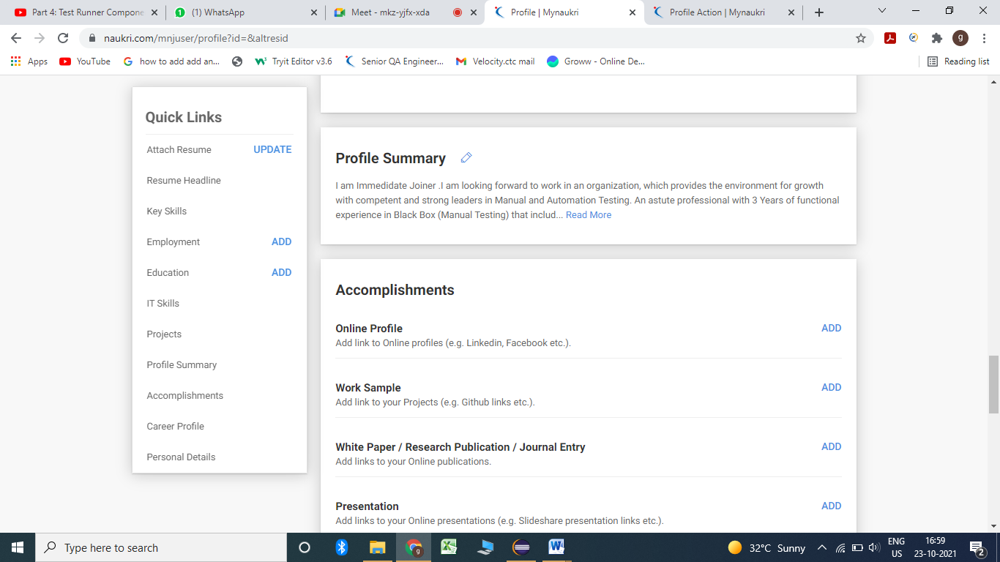 Part 4: Test Runner Compone
(1) WhatsApp
Meet - mkz-yjfx-xda
Profile | Mynaukri
Profile Action | Mynaukri
naukri.com/mnjuser/profile?id=&altresid
g
Apps
YouTube
how to add add an...
Tryit Editor v3.6
Senior QA Engineer...
Velocity.ctc mail
Groww - Online De...
Reading list
Quick Links
Attach Resume UPDATE
Resume Headline
Key Skills
Employment ADD
Education ADD
IT Skills
Projects
Profile Summary
Accomplishments
Career Profile
Personal Details
Profile Summary
I am Immedidate Joiner .I am looking forward to work in an organization, which provides the environment for growth
with competent and strong leaders in Manual and Automation Testing. An astute professional with 3 Years of functional
experience in Black Box (Manual Testing) that includ... Read More
Accomplishments
Online Profile ADD
Add link to Online profiles (e.g. Linkedin, Facebook etc.).
Work Sample ADD
Add link to your Projects (e.g. Github links etc.).
White Paper / Research Publication / Journal Entry ADD
Add links to your Online publications.
Presentation ADD
Add links to your Online presentations (e.g. Slideshare presentation links etc.).
Type here to search
32°C Sunny
ENG
US
16:59
23-10-2021
2